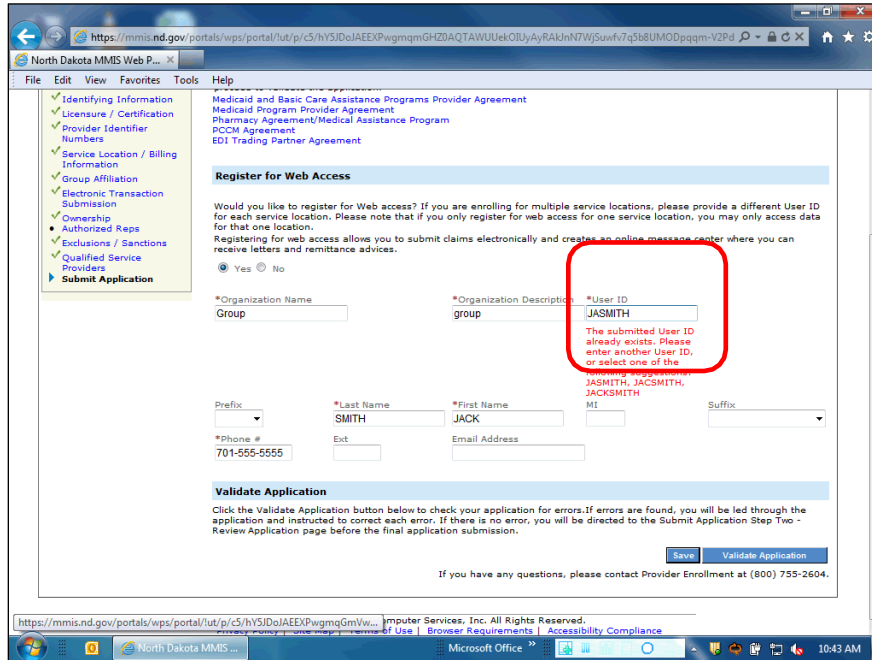 https://mmis.nd.gov/portals/wps/portal/lut/p/c5/
North Dakota MMIS Web P... ×
File Edit View Favorites Tools Help
Identifying Information
Licensure / Certification
Provider Identifier
Numbers
Service Location / Billing
Information
Group Affiliation
Electronic Transaction
Submission
Ownership
Authorized Reps
Exclusions / Sanctions
Qualified Service
Providers
Submit Application
proceed to validate the application.
Medicaid and Basic Care Assistance Programs Provider Agreement
Medicaid Program Provider Agreement
Pharmacy Agreement/Medical Assistance Program
PCCM Agreement
EDI Trading Partner Agreement
Register for Web Access
Would you like to register for Web access? If you are enrolling for multiple service locations, please provide a different User ID
for each service location. Please note that if you only register for web access for one service location, you may only access data
for that one location.
Registering for web access allows you to submit claims electronically and creates an online message center where you can
receive letters and remittance advices.
Yes No
*Organization Name *Organization Description *User ID
Group group JASMITH
The submitted User ID
already exists. Please
enter another User ID,
or select one of the
following suggestions:
JASMITH, JACSMITH,
JACKSMITH
Prefix *Last Name *First Name MI Suffix
SMITH JACK
*Phone # Ext Email Address
701-555-5555
Validate Application
Click the Validate Application button below to check your application for errors.If errors are found, you will be led through the
application and instructed to correct each error. If there is no error, you will be directed to the Submit Application Step Two -
Review Application page before the final application submission.
Save Validate Application
If you have any questions, please contact Provider Enrollment at (800) 755-2604.
https://mmis.nd.gov/portals/wps/portal/!ut/p/c5/hY5JDoJAEEXPwgmqGmVw... omputer Services, Inc. All Rights Reserved.
Privacy Policy | Site Map | Terms of Use | Browser Requirements | Accessibility Compliance
North Dakota MMIS ... Microsoft Office » 10:43 AM